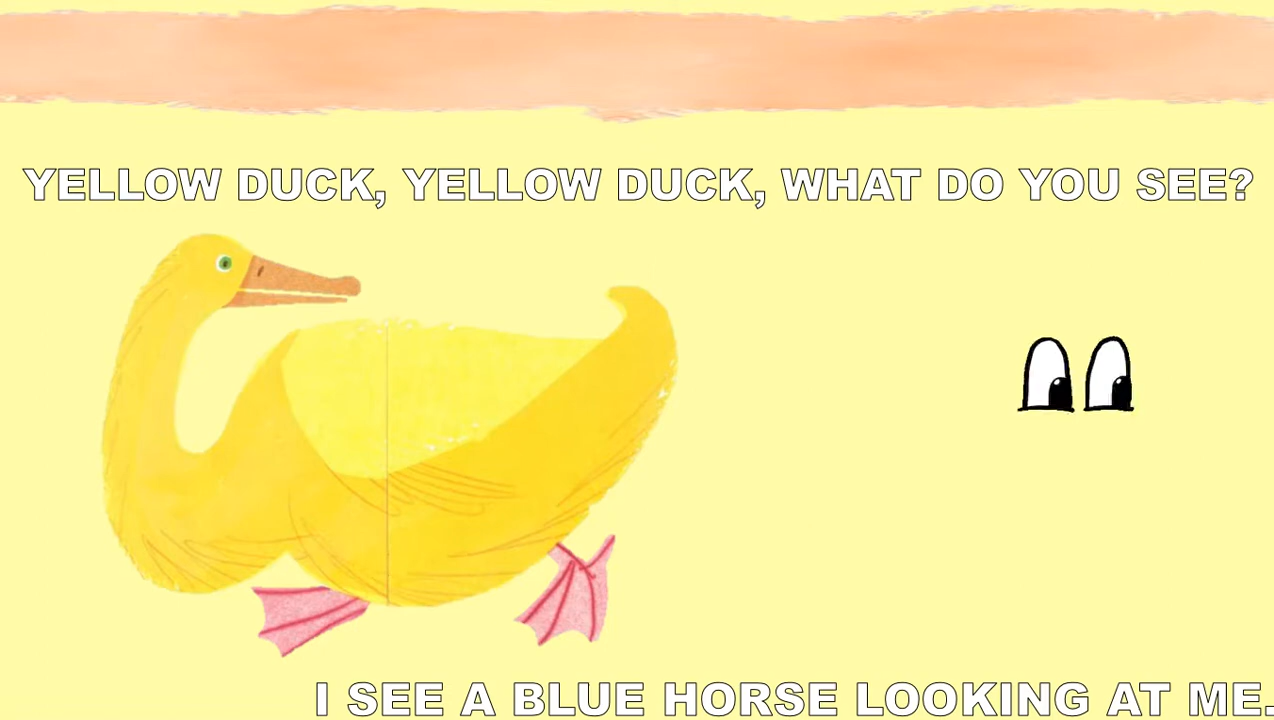 YELLOW DUCK, YELLOW DUCK, WHAT DO YOU SEE?
I SEE A BLUE HORSE LOOKING AT ME.